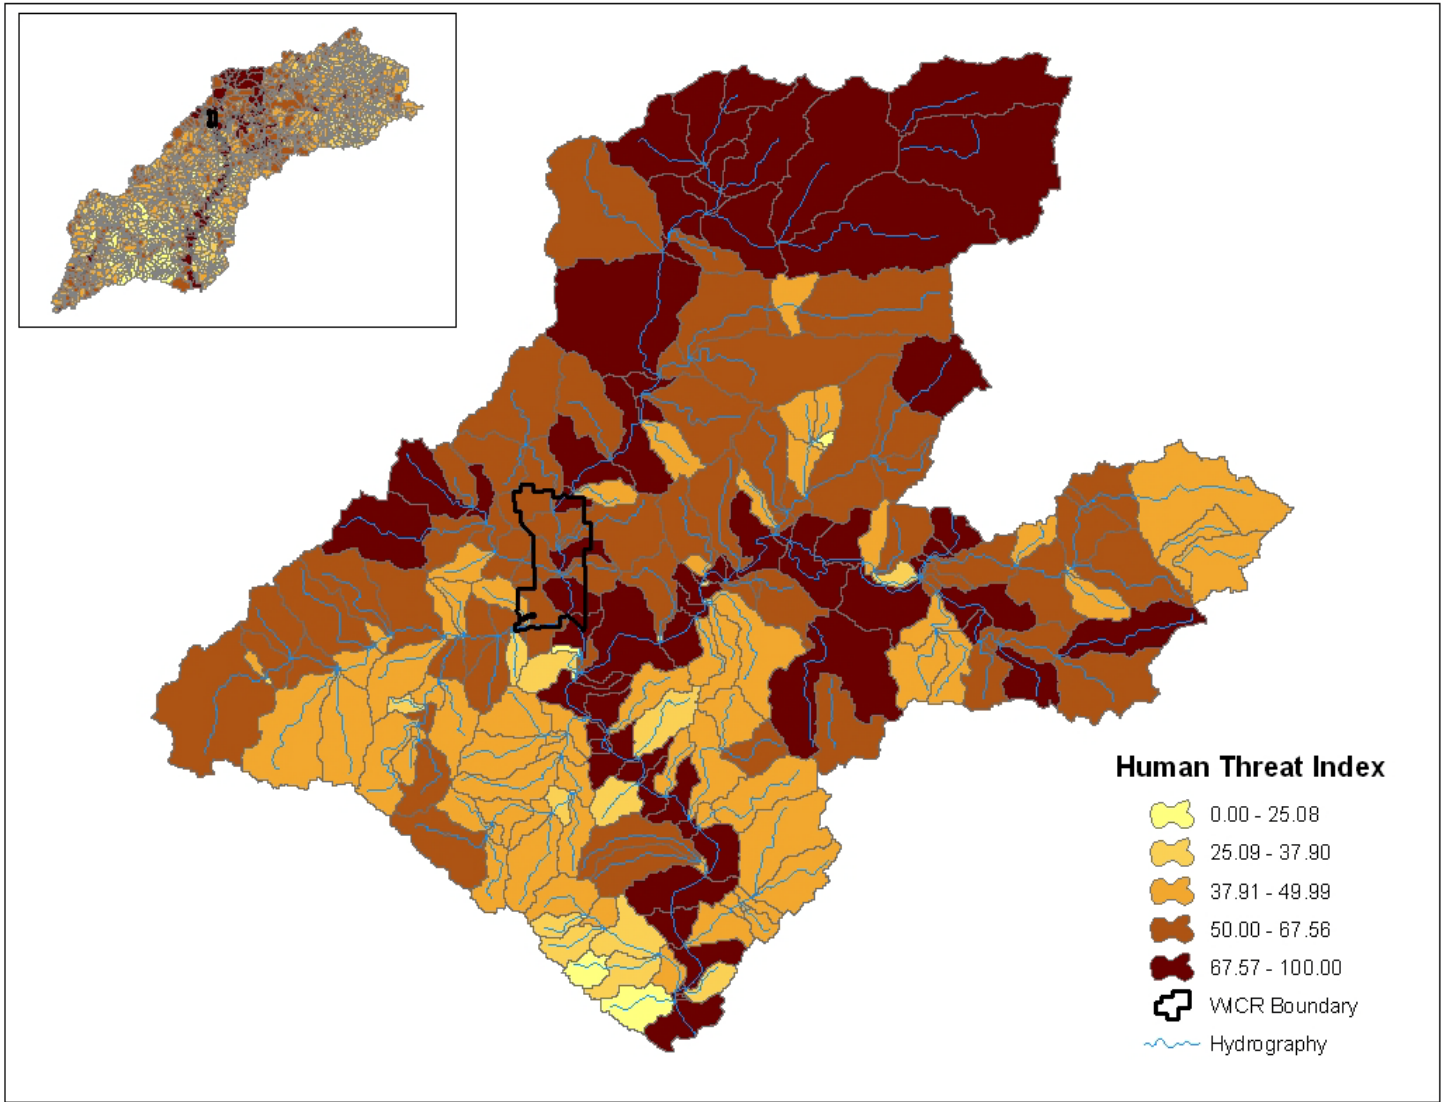 Human Threat Index
0.00 - 25.08
25.09 - 37.90
37.91 - 49.99
50.00 - 67.56
67.57 - 100.00
WICR Boundary
Hydrography